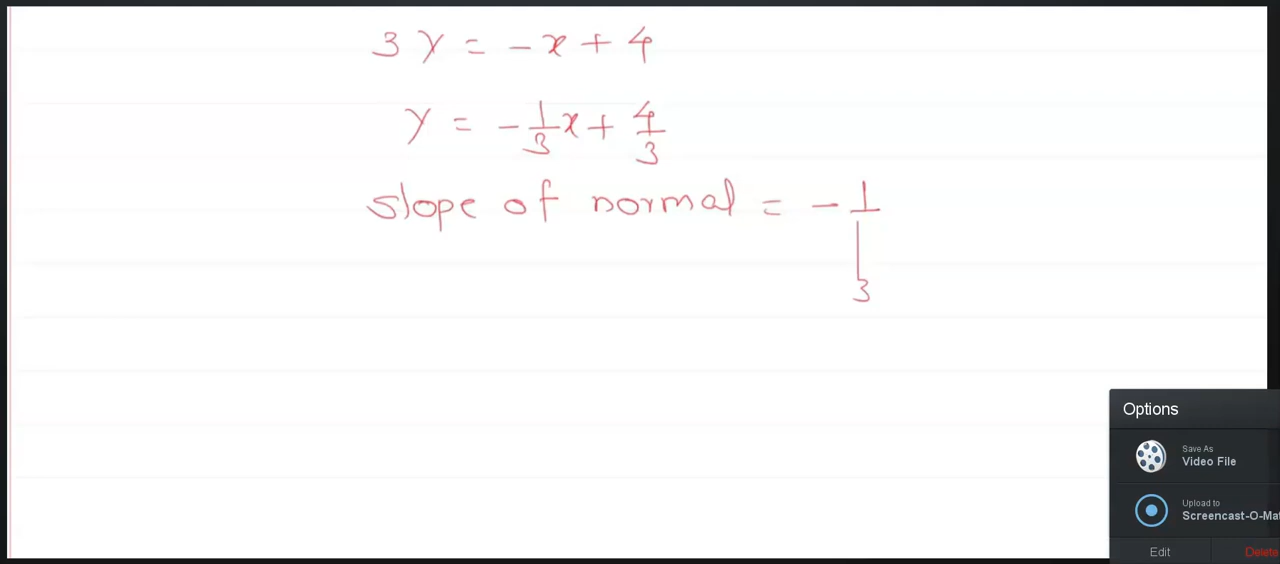 3y = -x + 4
y = -1/3 x + 4/3
slope of normal = - 1/3
Options
Save As
Video File
Upload to
Screencast-O-Mat
Edit
Delete